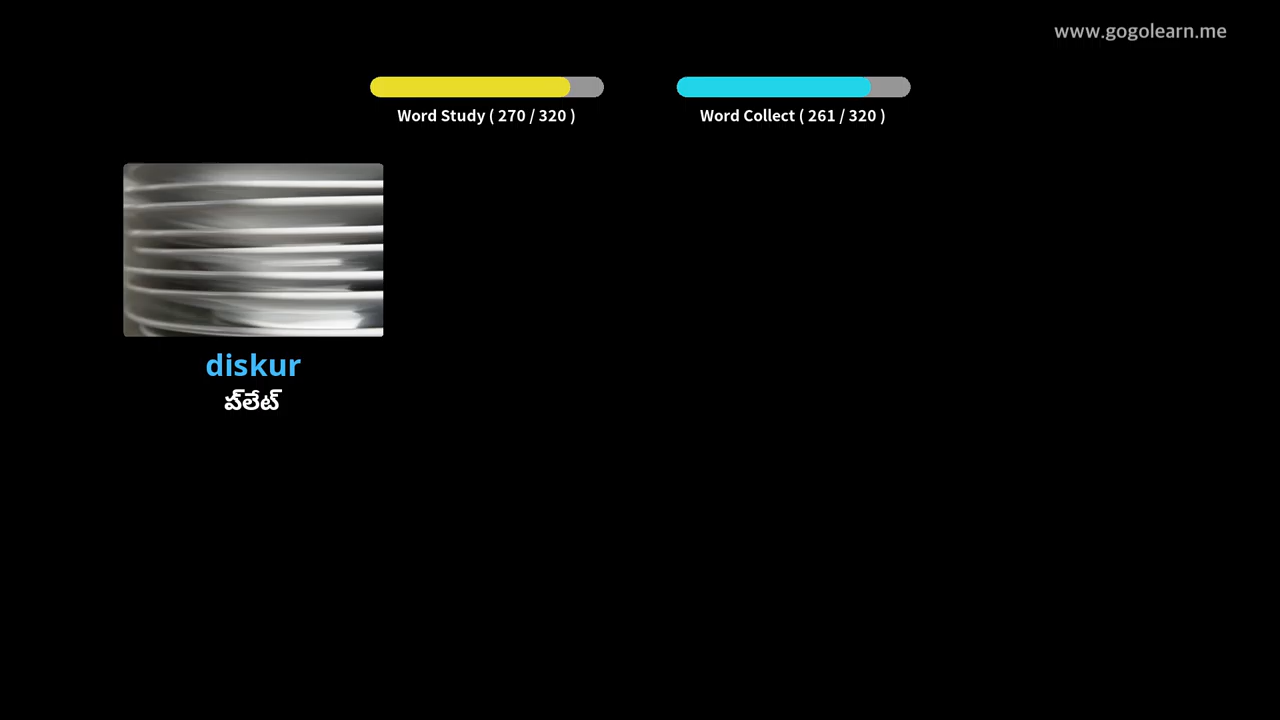 www.gogolearn.me
Word Study ( 270 / 320 )
Word Collect ( 261 / 320 )
diskur
ప్‌లేట్